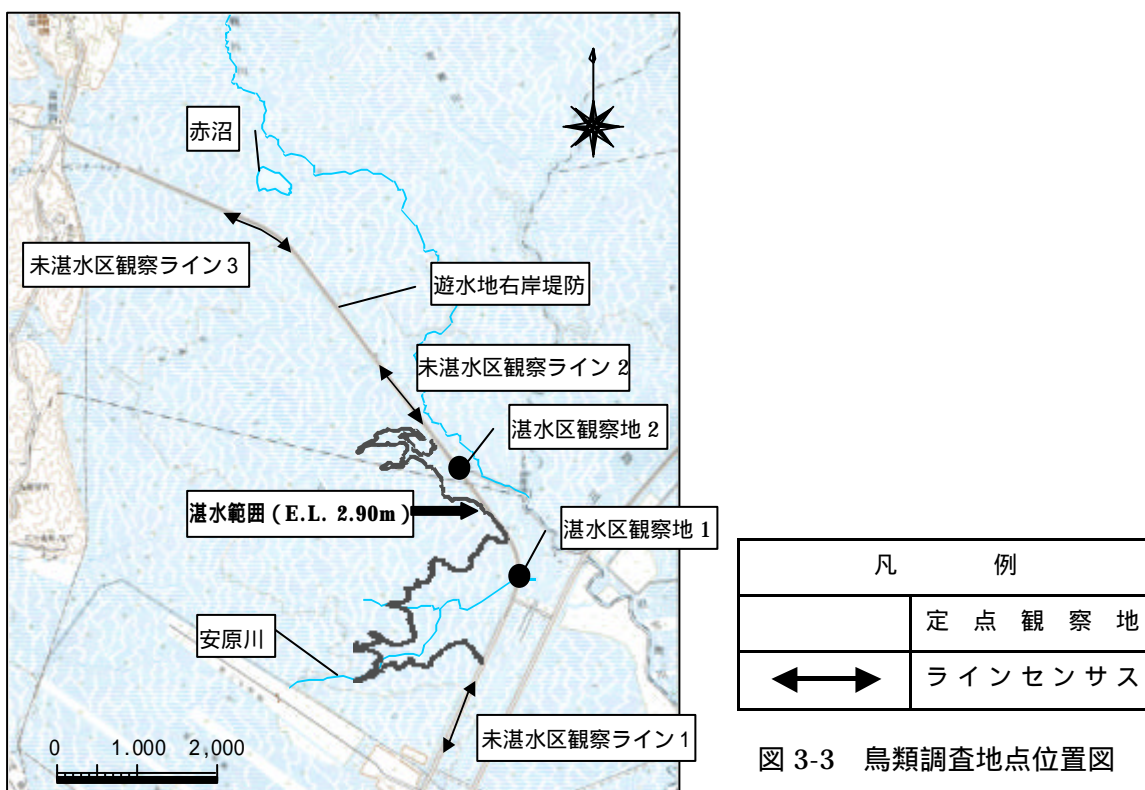 赤沼
未湛水区観察ライン 3
遊水地右岸堤防
未湛水区観察ライン 2
湛水区観察地 2
湛水範囲 ( E.L. 2.90m )
湛水区観察地 1
安原川
未湛水区観察ライン 1
0 1.000 2,000
凡 例
定 点 観 察 地
ラ イ ン セ ン サ ス
図 3-3 鳥類調査地点位置図